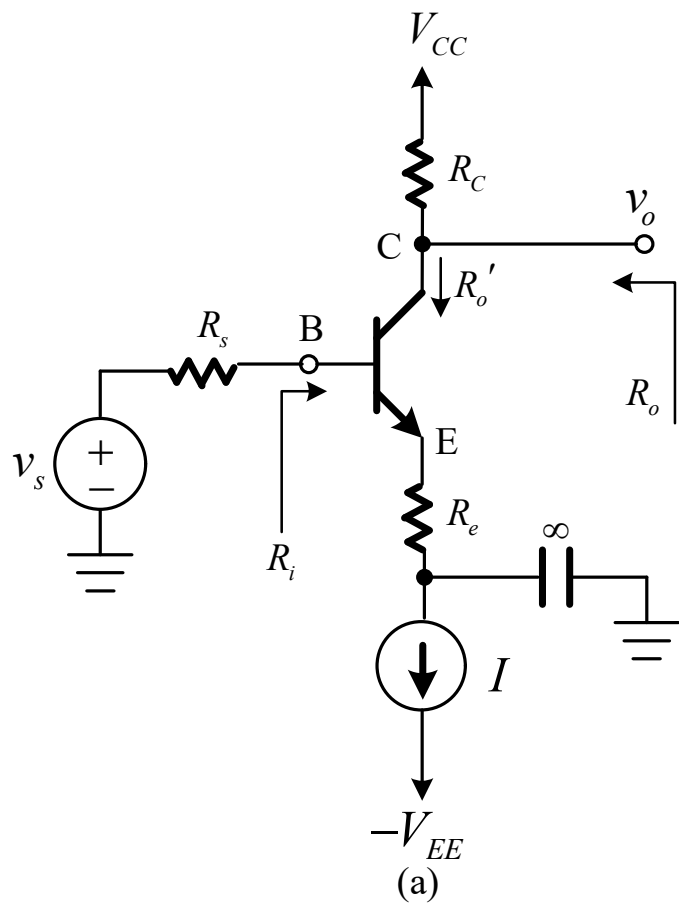 V_CC
R_C
v_o
C
R_o'
R_s
B
R_o
E
v_s
+
−
R_e
∞
R_i
I
−V_EE
(a)